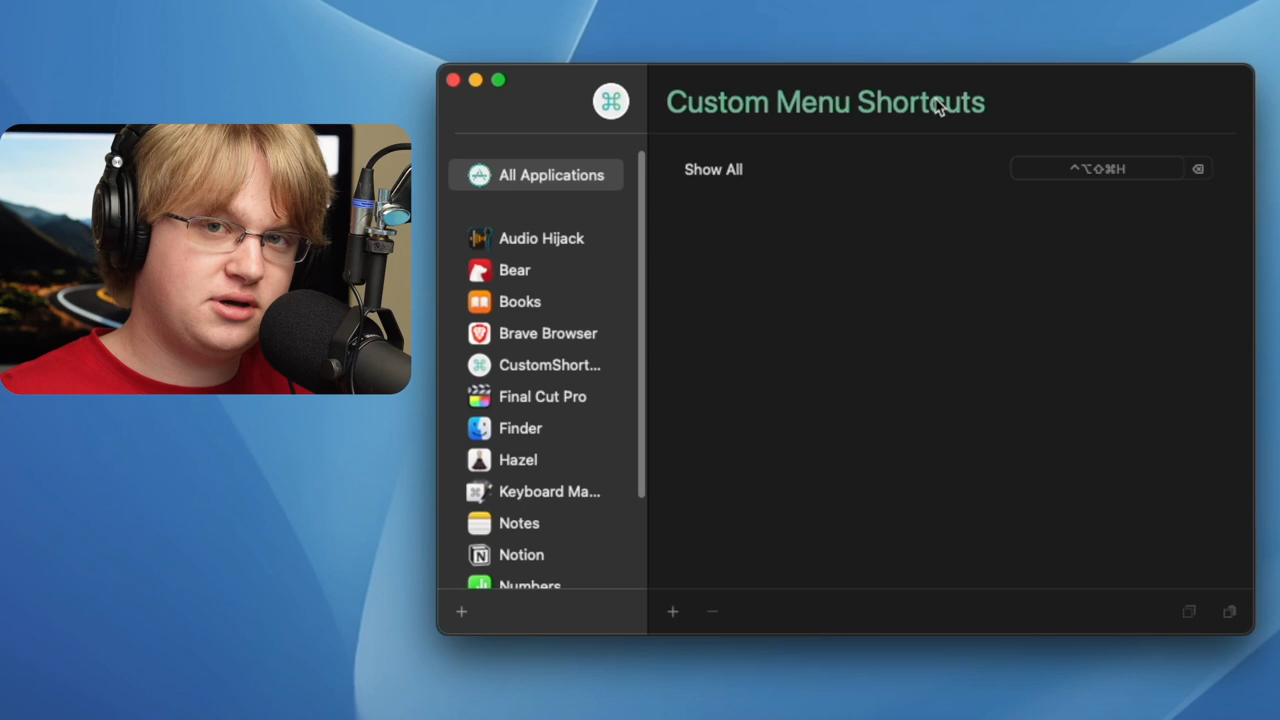 Custom Menu Shortcuts
All Applications
Show All
^⌥⇧⌘H
Audio Hijack
Bear
Books
Brave Browser
CustomShort...
Final Cut Pro
Finder
Hazel
Keyboard Ma...
Notes
Notion
Numbers